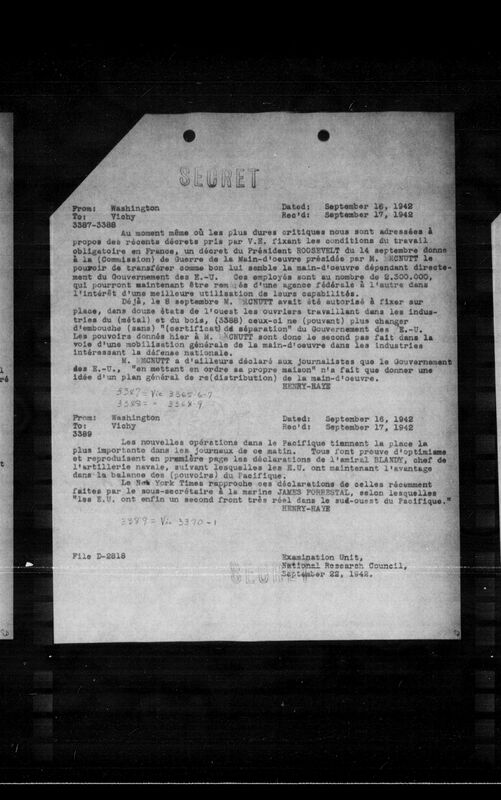 SECRET
From: Washington Dated: September 16, 1942
To: Vichy Rec'd: September 17, 1942
3387-3388
Au moment même où les plus dures critiques nous sont adressées à
propos des récents décrets pris par V.E. fixant les conditions du travail
obligatoire en France, un décret du Président ROOSEVELT du 14 septembre donne
à la (Commission) de Guerre de la Main-d'oeuvre présidée par M. McNUTT le
pouvoir de transférer comme bon lui semble la main-d'oeuvre dépendant directe-
ment du Gouvernement des E.-U. Ces employés sont au nombre de 2.300.000,
qui pourront maintenant être d'une agence fédérale à l'autre dans
l'intérêt d'une meilleure utilisation de leurs capabilités.
Déjà, le 8 septembre M. McNUTT avait été autorisé à fixer sur
place, dans douze états de l'ouest les ouvriers travaillant dans les indus-
tries du (métal) et du bois, (3388) ceux-ci ne (pouvant) plus changer
d'embouche (sans) "(certificat) de séparation" du Gouvernement des E.-U.
Les pouvoirs donnés hier à M. McNUTT sont donc le second pas fait dans la
voie d'une mobilisation générale de la main-d'oeuvre dans les industries
intéressant la défense nationale.
M. McNUTT a d'ailleurs déclaré aux journalistes que le Gouvernement
des E.-U., "en mettant en ordre sa propre maison" n'a fait que donner une
idée d'un plan général de re(distribution) de la main-d'oeuvre.
HENRY-HAYE
3387 = Vic 3365-6-7
3388 = " 3368-9
From: Washington Dated: September 16, 1942
To: Vichy Rec'd: September 17, 1942
3389
Les nouvelles opérations dans le Pacifique tiennent la place la
plus importante dans les journaux de ce matin. Tous font preuve d'optimisme
et reproduisent en première page les déclarations de l'amiral BLANDY, chef de
l'artillerie navale, suivant lesquelles les E.U. ont maintenant l'avantage
dans la balance des (pouvoirs) du Pacifique.
Le New York Times rapproche ces déclarations de celles récemment
faites par le sous-secrétaire à la marine JAMES FORRESTAL, selon lesquelles
"les E.U. ont enfin un second front très réel dans le sud-ouest du Pacifique."
HENRY-HAYE
3389 = Vic 3370-1
File D-2818 Examination Unit,
National Research Council,
September 22, 1942.
SECRET